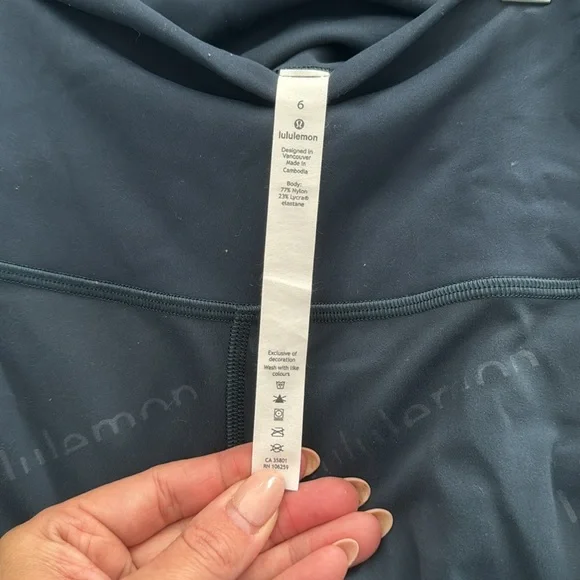 6
lululemon
Designed in
Vancouver
Made in
Cambodia
Body:
77% Nylon
23% Lycra®
elastane
Exclusive of
decoration
Wash with like
colours
CA 35801
RN 106259
lululemon
lululemon